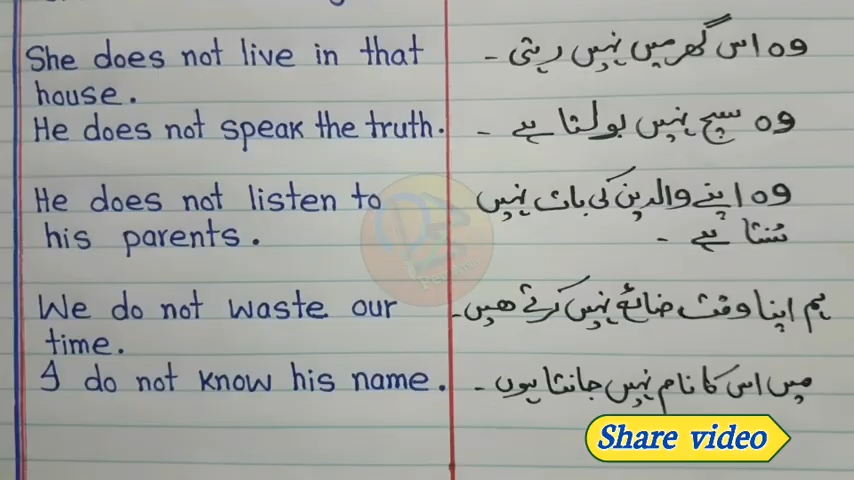 She does not live in that
house.
وہ اس گھر میں نہیں رہتی ۔
He does not speak the truth.
وہ سچ نہیں بولتا ہے ۔
He does not listen to
his parents.
وہ اپنے والدین کی بات نہیں
سُنتا ہے ۔
We do not waste our
time.
ہم اپنا وقت ضائع نہیں کرتے ھیں۔
I do not know his name.
میں اس کا نام نہیں جانتا ہوں ۔
Share video